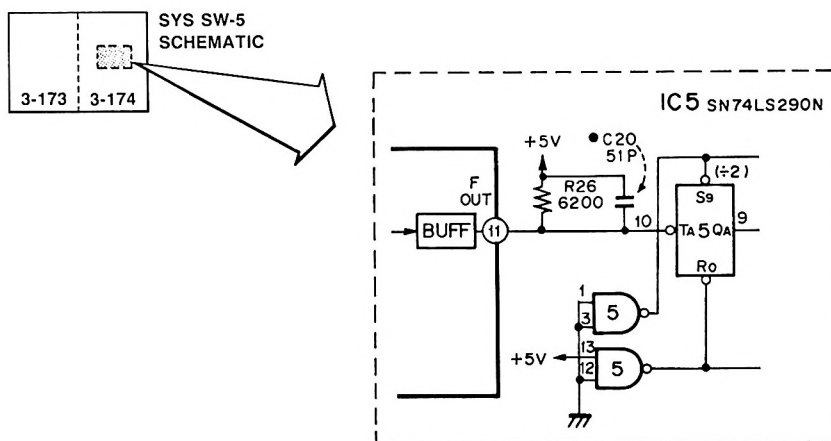 SYS SW-5
SCHEMATIC
3-173 3-174
IC5 SN74LS290N
+5V
C20
51P
(÷2)
F
OUT
R26
6200
S9
BUFF
11
10
TA 5 QA
9
R0
1
3
5
13
12
+5V
5